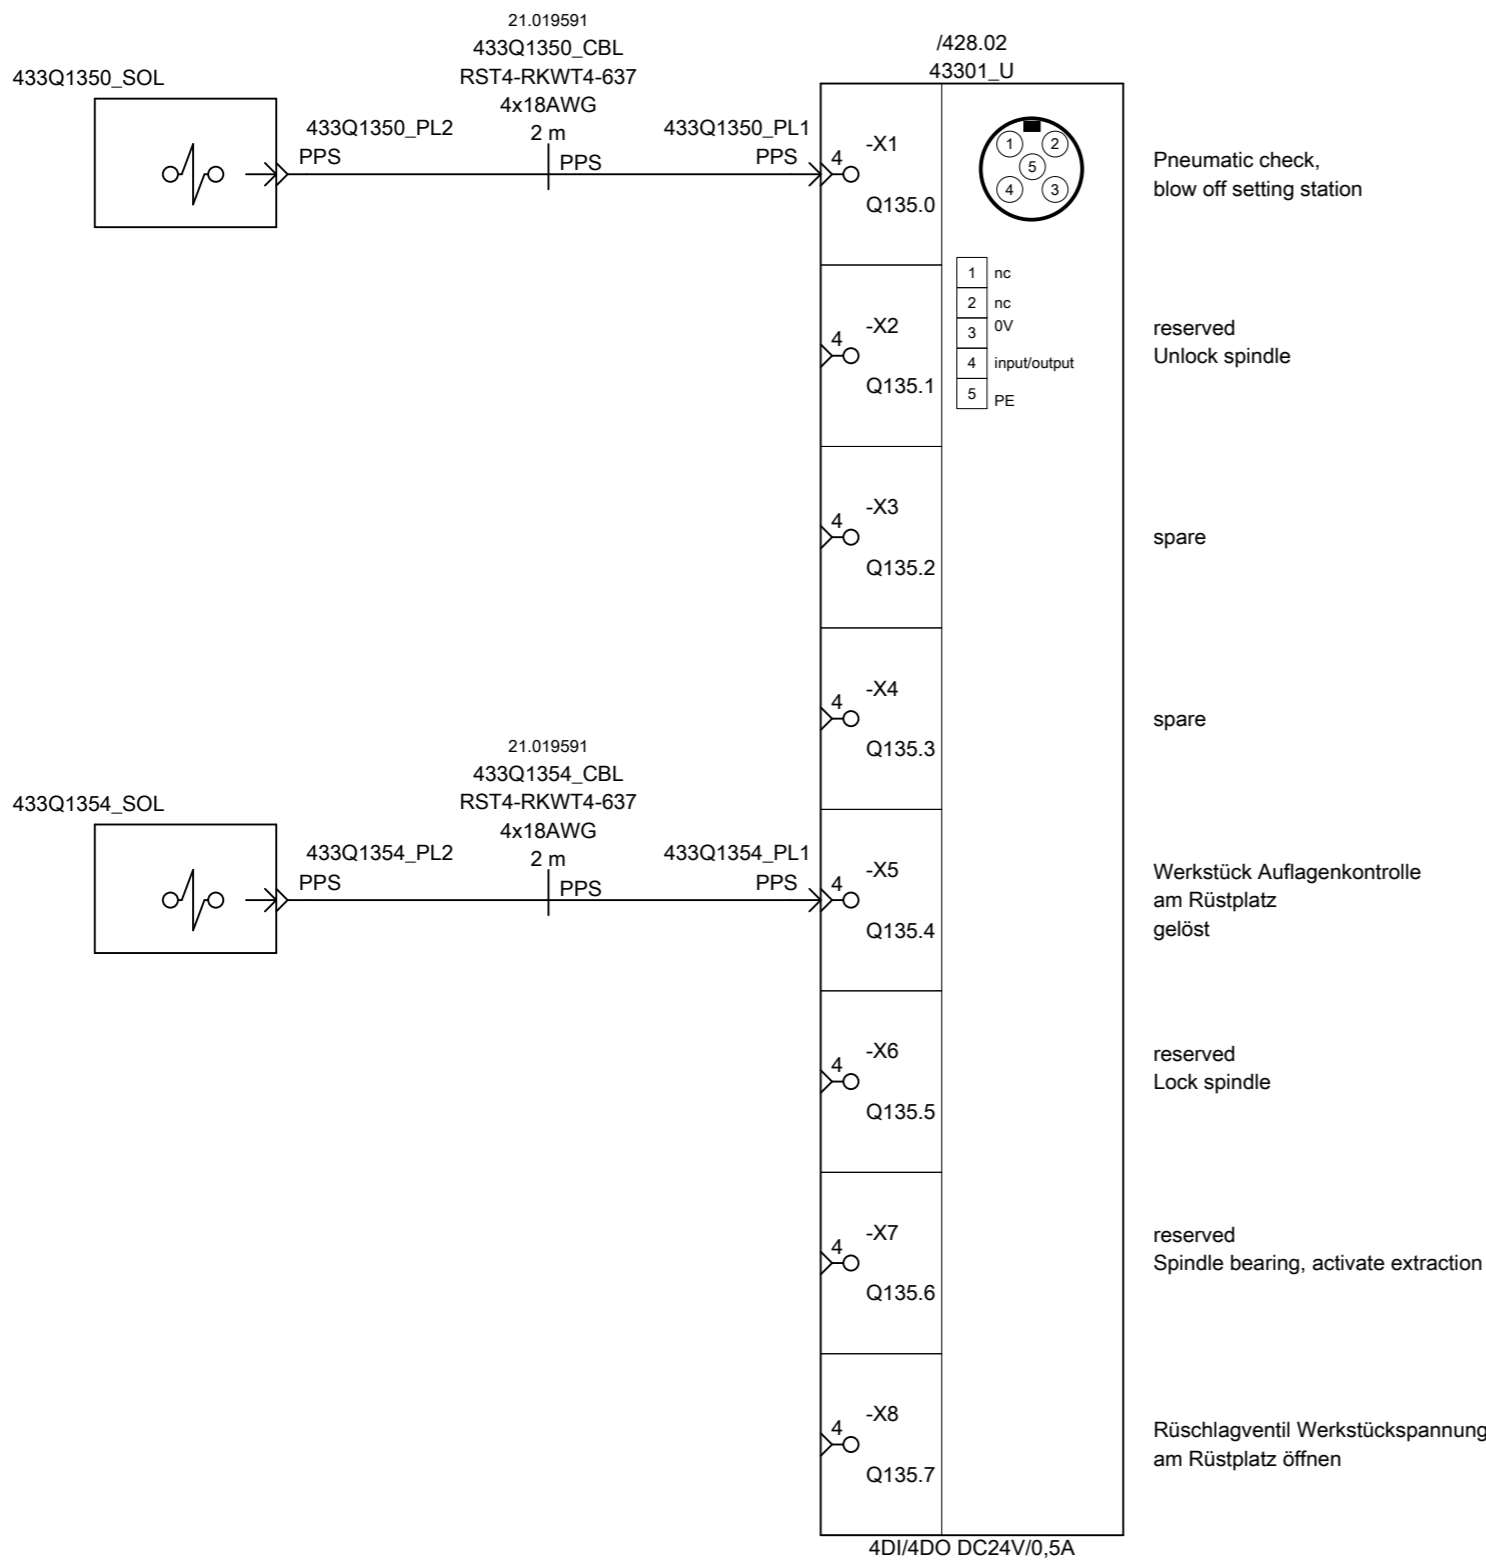 21.019591
433Q1350_CBL
RST4-RKWT4-637
4x18AWG
2 m
433Q1350_SOL
433Q1350_PL2
PPS
PPS
433Q1350_PL1
PPS
/428.02
43301_U
4
-X1
Q135.0
1
2
5
4
3
Pneumatic check,
blow off setting station
1 nc
2 nc
3 0V
4 input/output
5 PE
4
-X2
Q135.1
reserved
Unlock spindle
4
-X3
Q135.2
spare
4
-X4
Q135.3
spare
21.019591
433Q1354_CBL
RST4-RKWT4-637
4x18AWG
2 m
433Q1354_SOL
433Q1354_PL2
PPS
PPS
433Q1354_PL1
PPS
4
-X5
Q135.4
Werkstück Auflagenkontrolle
am Rüstplatz
gelöst
4
-X6
Q135.5
reserved
Lock spindle
4
-X7
Q135.6
reserved
Spindle bearing, activate extraction
4
-X8
Q135.7
Rüschlagventil Werkstückspannung
am Rüstplatz öffnen
4DI/4DO DC24V/0,5A